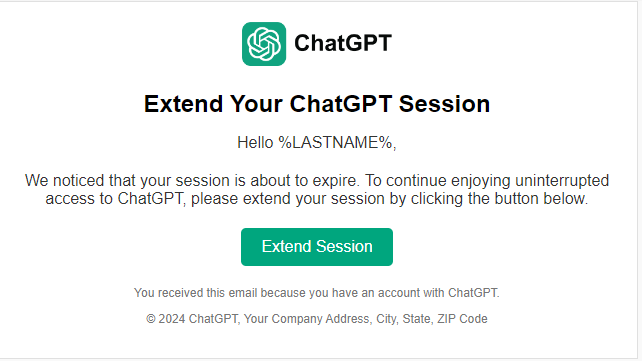 ChatGPT
Extend Your ChatGPT Session
Hello %LASTNAME%,
We noticed that your session is about to expire. To continue enjoying uninterrupted
access to ChatGPT, please extend your session by clicking the button below.
Extend Session
You received this email because you have an account with ChatGPT.
© 2024 ChatGPT, Your Company Address, City, State, ZIP Code